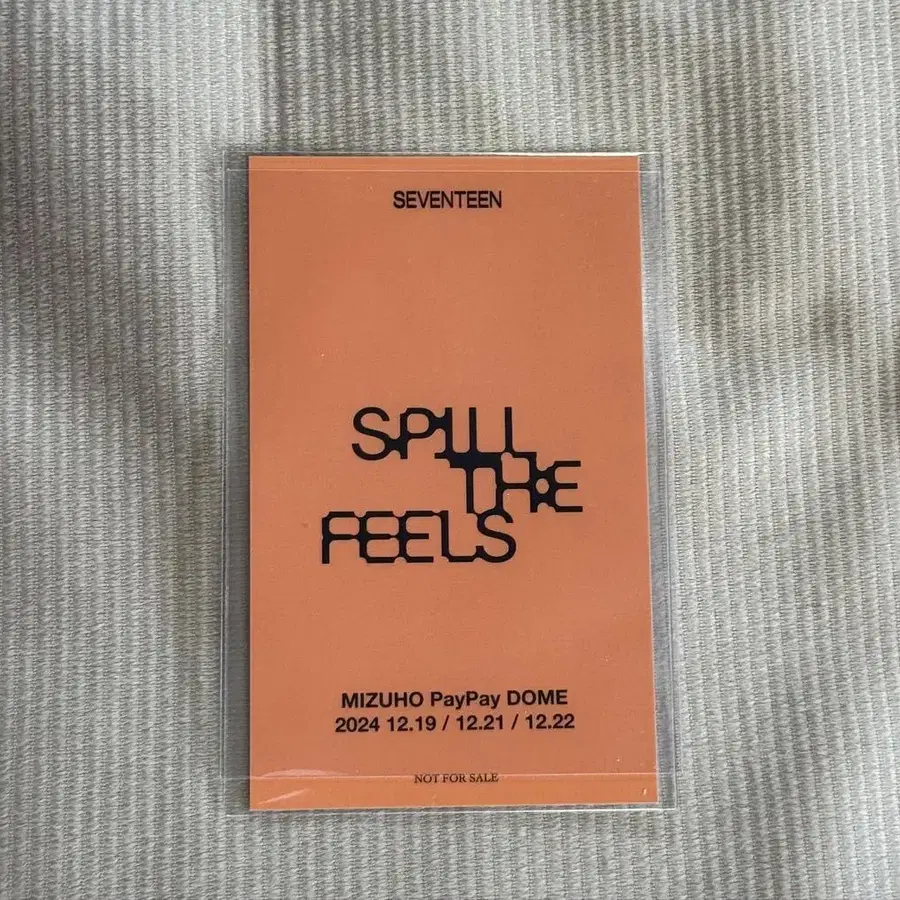 SEVENTEEN
SPILL
THE
FEELS
MIZUHO PayPay DOME
2024 12.19 / 12.21 / 12.22
NOT FOR SALE